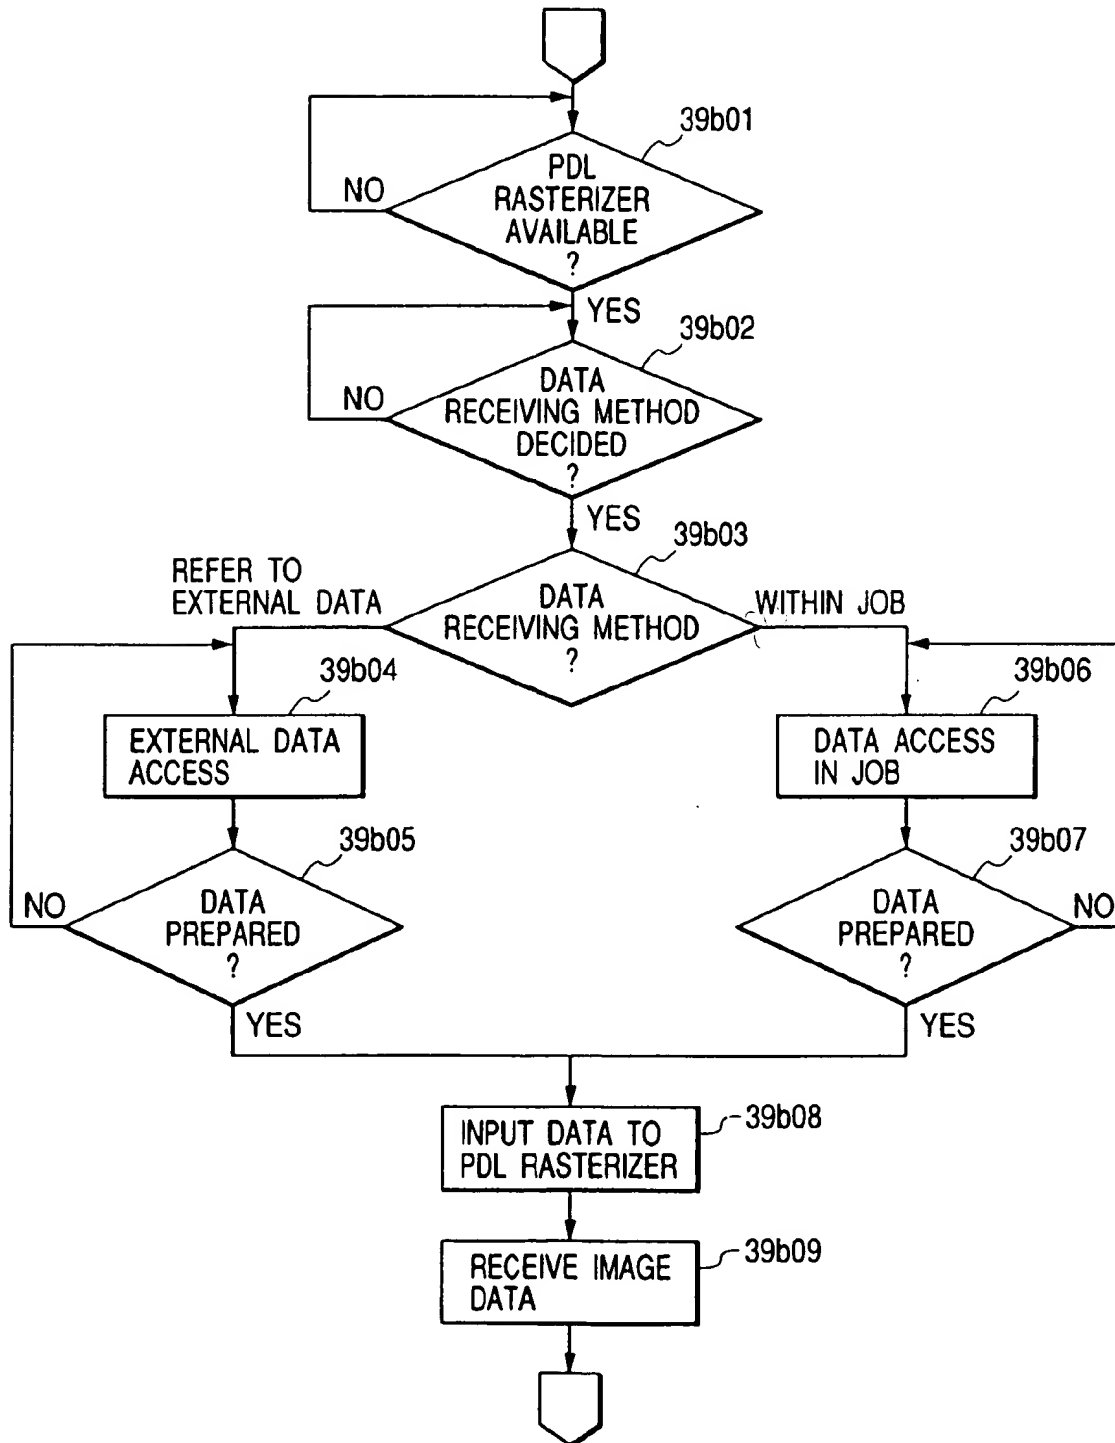 39b01
PDL
RASTERIZER
AVAILABLE
?
NO
YES
39b02
DATA
RECEIVING METHOD
DECIDED
?
NO
YES
39b03
REFER TO
EXTERNAL DATA
DATA
RECEIVING METHOD
?
WITHIN JOB
39b04
EXTERNAL DATA
ACCESS
39b06
DATA ACCESS
IN JOB
39b05
DATA
PREPARED
?
NO
YES
39b07
DATA
PREPARED
?
NO
YES
INPUT DATA TO
PDL RASTERIZER
39b08
RECEIVE IMAGE
DATA
39b09